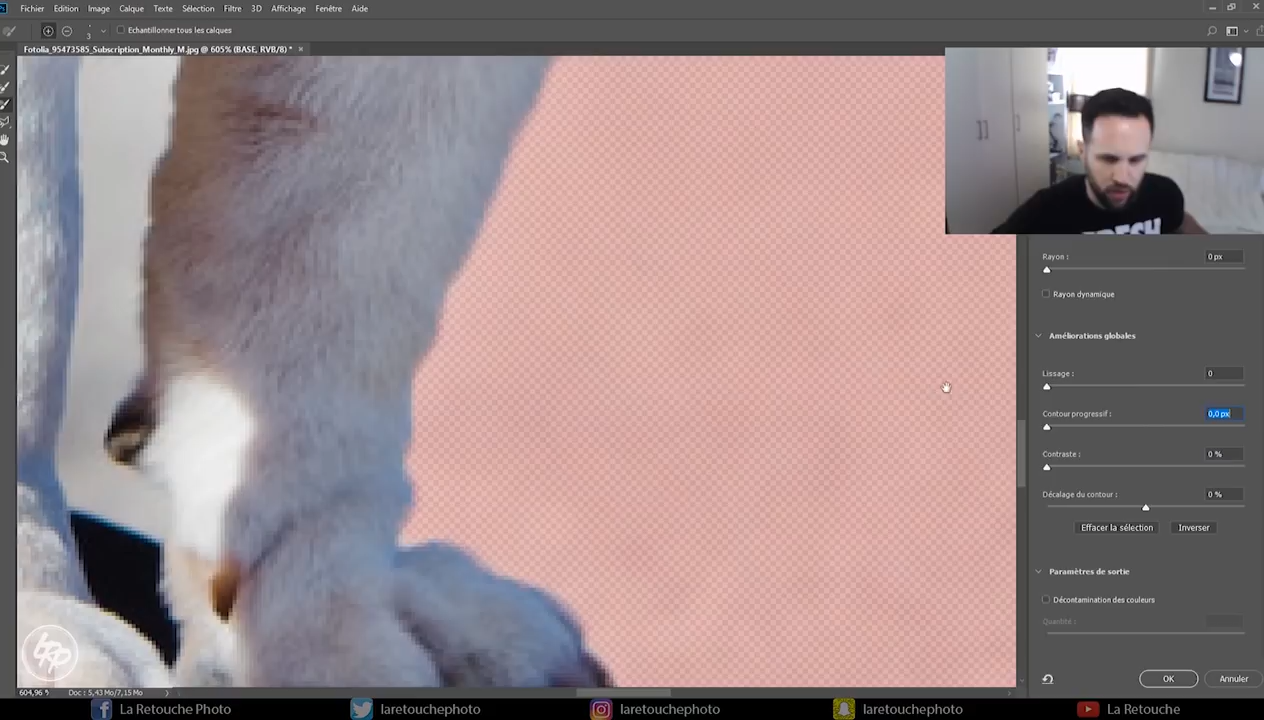 Fichier Edition Image Calque Texte Sélection Filtre 3D Affichage Fenêtre Aide
3 Echantillonner tous les calques
Fotolia_95473585_Subscription_Monthly_M.jpg @ 605% (BASE, RVB/8) *
Rayon : 0 px
Rayon dynamique
Améliorations globales
Lissage : 0
Contour progressif : 0,0 px
Contraste : 0 %
Décalage du contour : 0 %
Effacer la sélection Inverser
Paramètres de sortie
Décontamination des couleurs
Quantité :
OK Annuler
604,96 % Doc : 5,43 Mo/7,15 Mo
La Retouche Photo laretouchephoto laretouchephoto laretouchephoto La Retouche